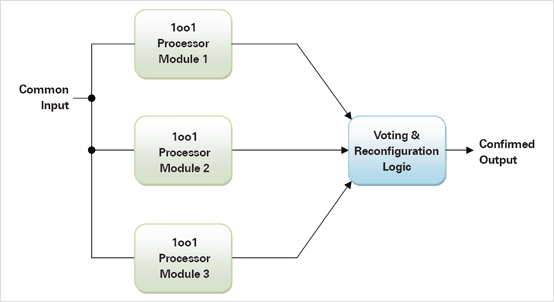 1oo1
Processor
Module 1
Common
Input
1oo1
Processor
Module 2
Voting &
Reconfiguration
Logic
Confirmed
Output
1oo1
Processor
Module 3